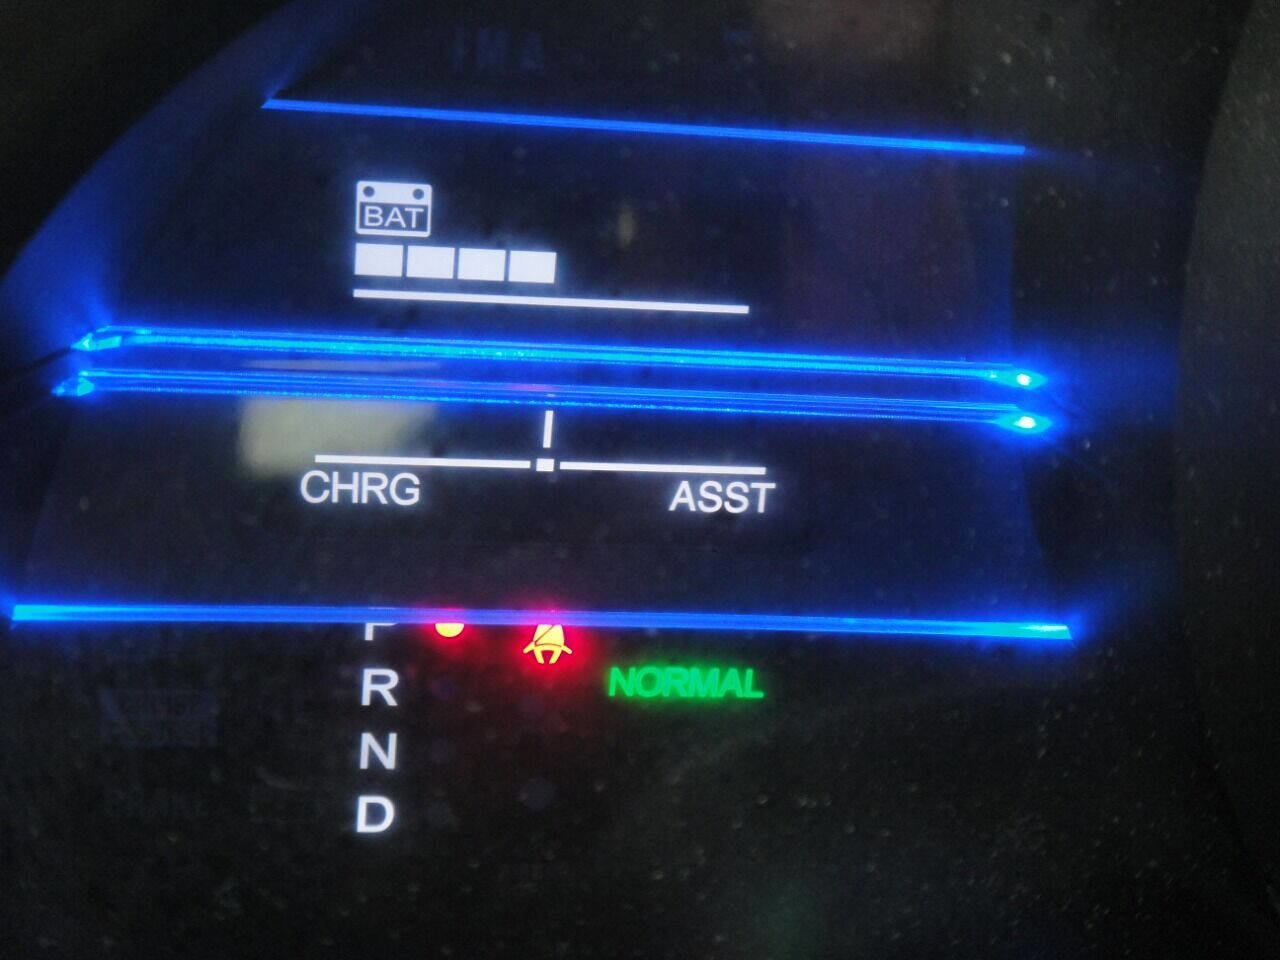 BAT
CHRG ASST
P
R NORMAL
N
D